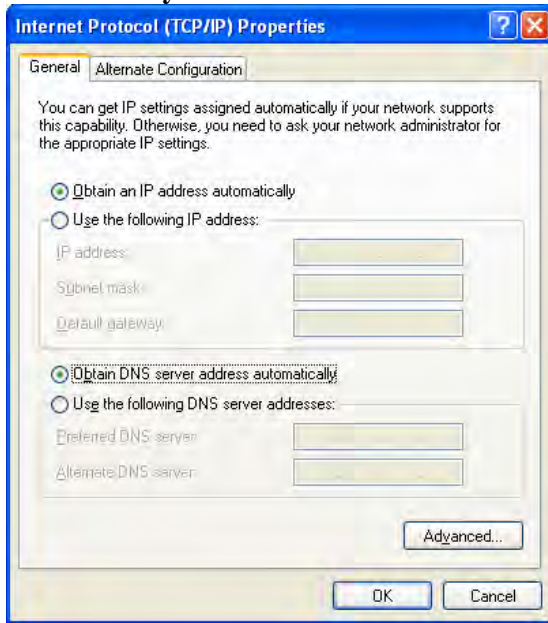 Internet Protocol (TCP/IP) Properties
General Alternate Configuration
You can get IP settings assigned automatically if your network supports
this capability. Otherwise, you need to ask your network administrator for
the appropriate IP settings.
Obtain an IP address automatically
Use the following IP address:
IP address:
Subnet mask:
Default gateway:
Obtain DNS server address automatically
Use the following DNS server addresses:
Preferred DNS server:
Alternate DNS server:
Advanced...
OK Cancel